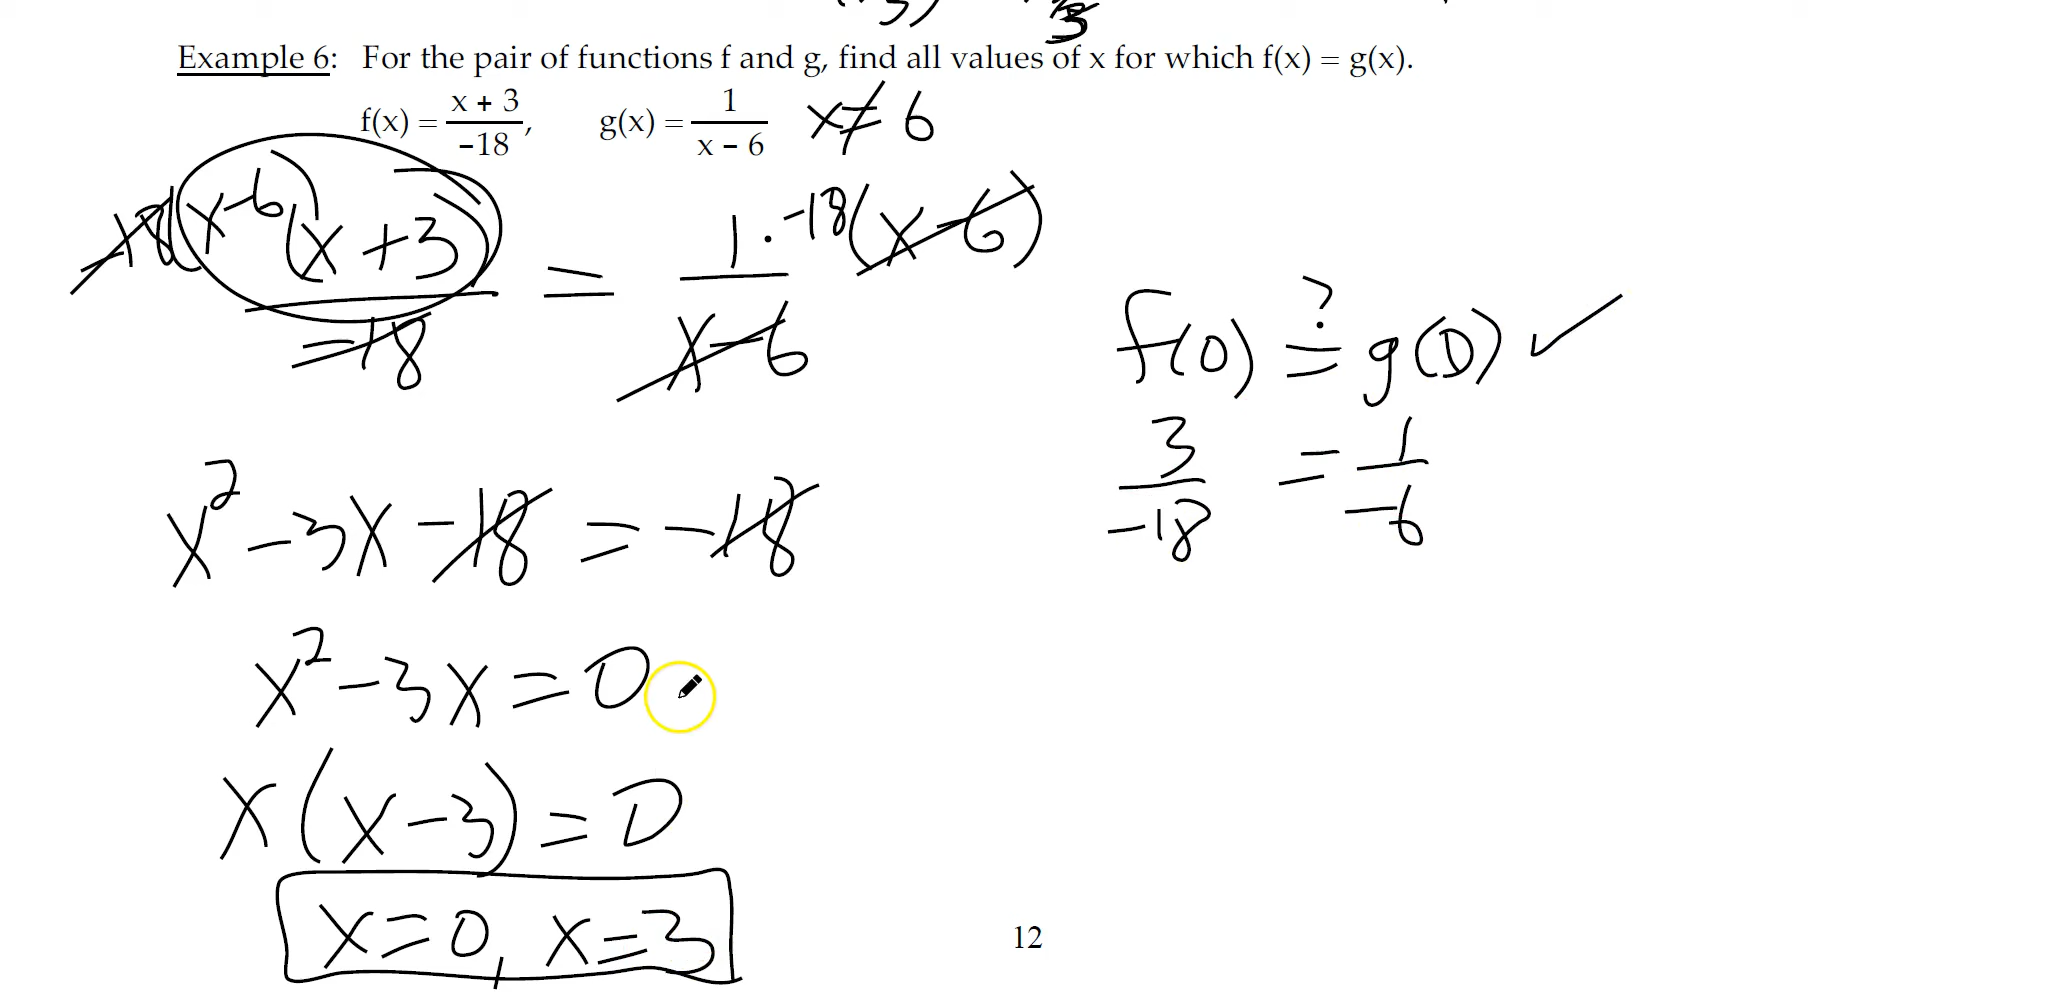 Example 6: For the pair of functions f and g, find all values of x for which f(x) = g(x).
f(x) = x + 3 / –18, g(x) = 1 / x – 6 x ≠ 6
(x-6)(x+3) / -18 = 1 · -18(x-6) / x-6
x² - 3x - 18 = -18
x² - 3x = 0
x(x-3) = 0
x=0, x=3
f(0) ?= g(0) ✓
3 / -18 = 1 / -6
12